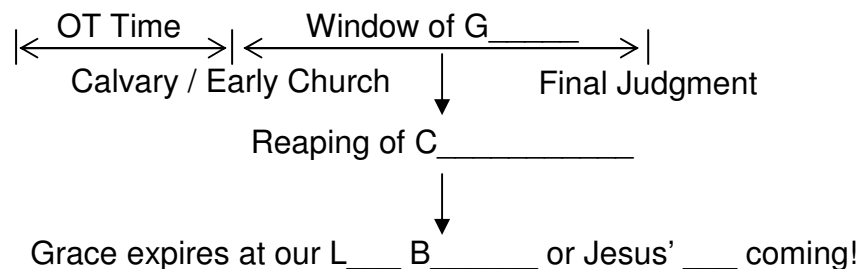 OT Time Window of G_____
Calvary / Early Church Final Judgment
Reaping of C___________
Grace expires at our L___ B______ or Jesus’ ___ coming!